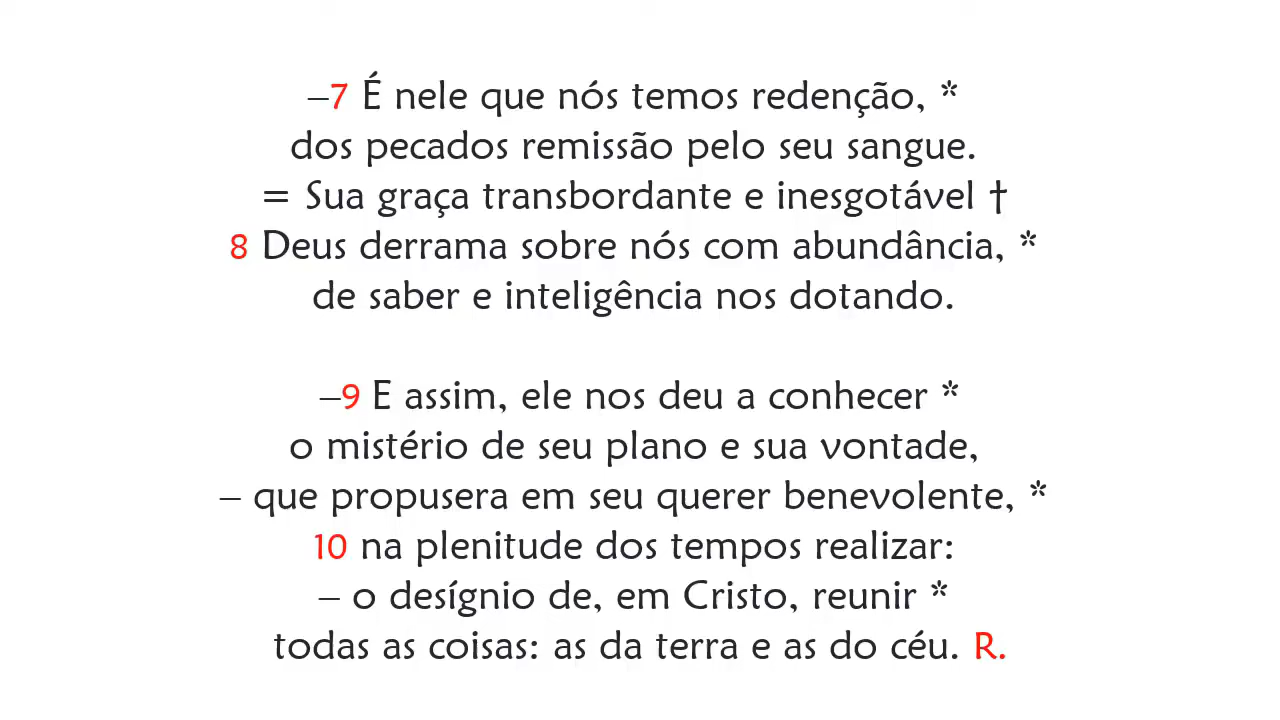 –7 É nele que nós temos redenção, *
dos pecados remissão pelo seu sangue.
= Sua graça transbordante e inesgotável †
8 Deus derrama sobre nós com abundância, *
de saber e inteligência nos dotando.
–9 E assim, ele nos deu a conhecer *
o mistério de seu plano e sua vontade,
– que propusera em seu querer benevolente, *
10 na plenitude dos tempos realizar:
– o desígnio de, em Cristo, reunir *
todas as coisas: as da terra e as do céu. R.